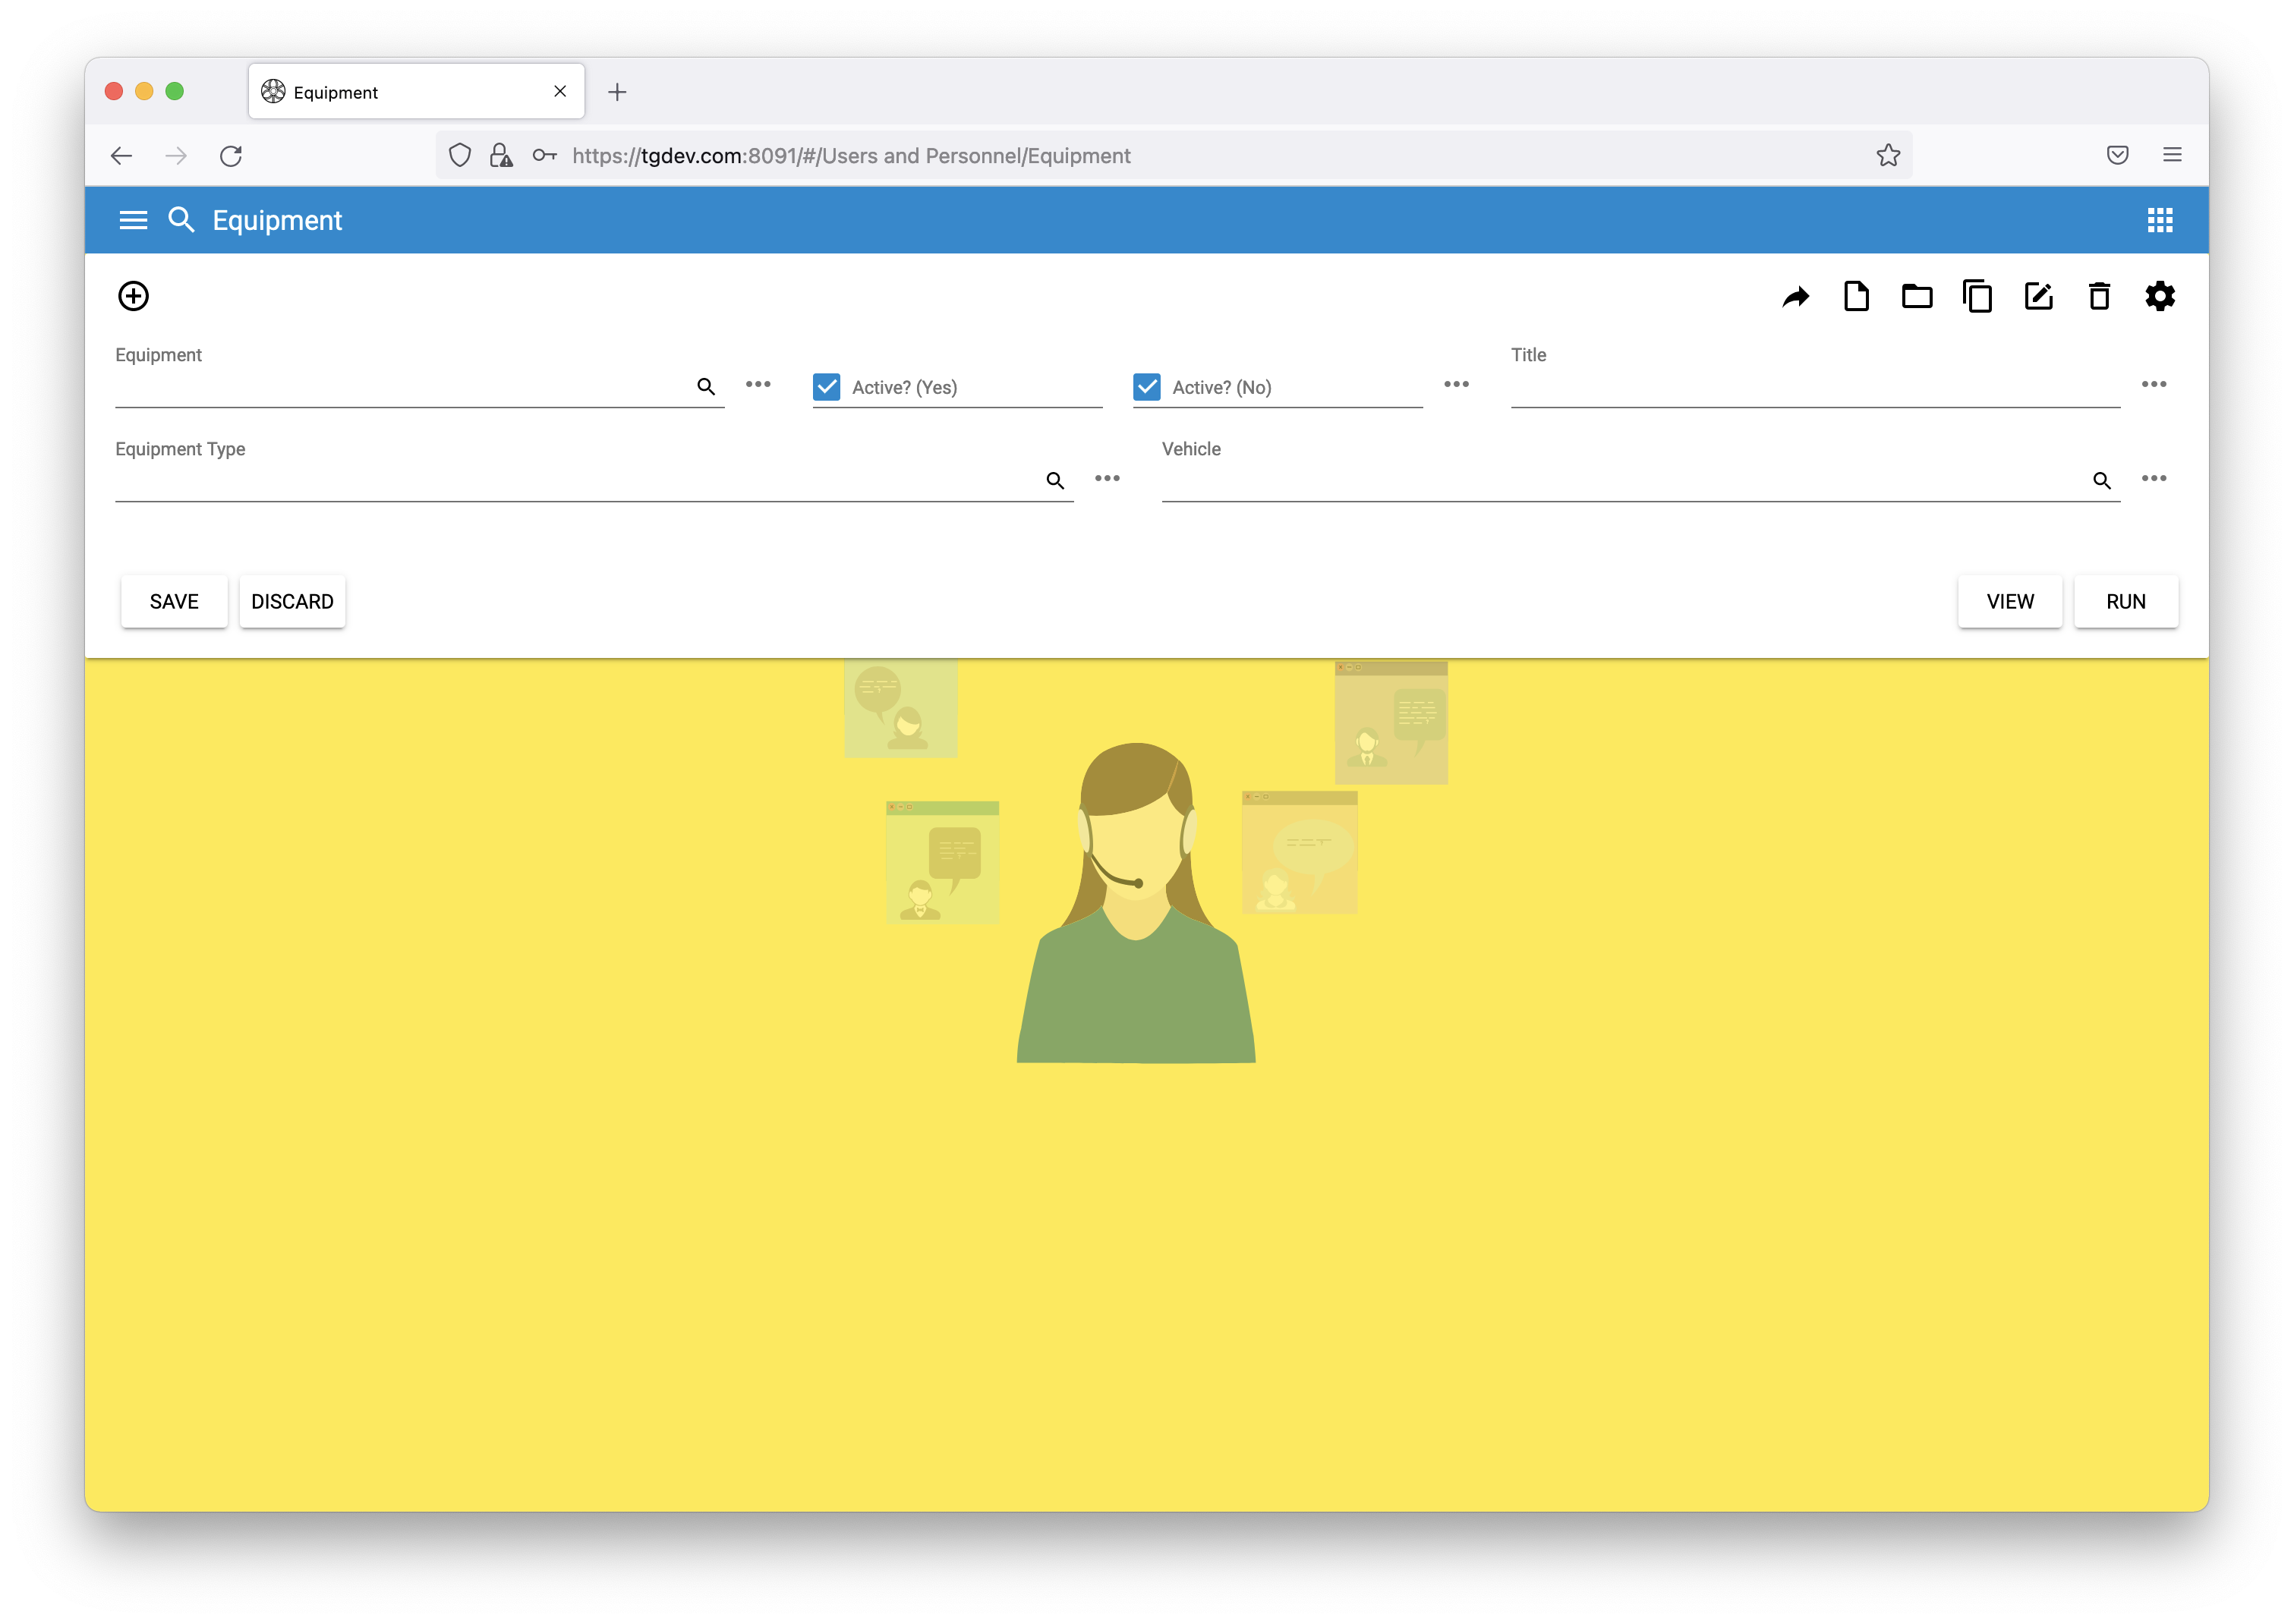 Equipment
https://tgdev.com:8091/#/Users and Personnel/Equipment
Equipment
Equipment
Title
Active? (Yes)
Active? (No)
Equipment Type
Vehicle
SAVE
DISCARD
VIEW
RUN